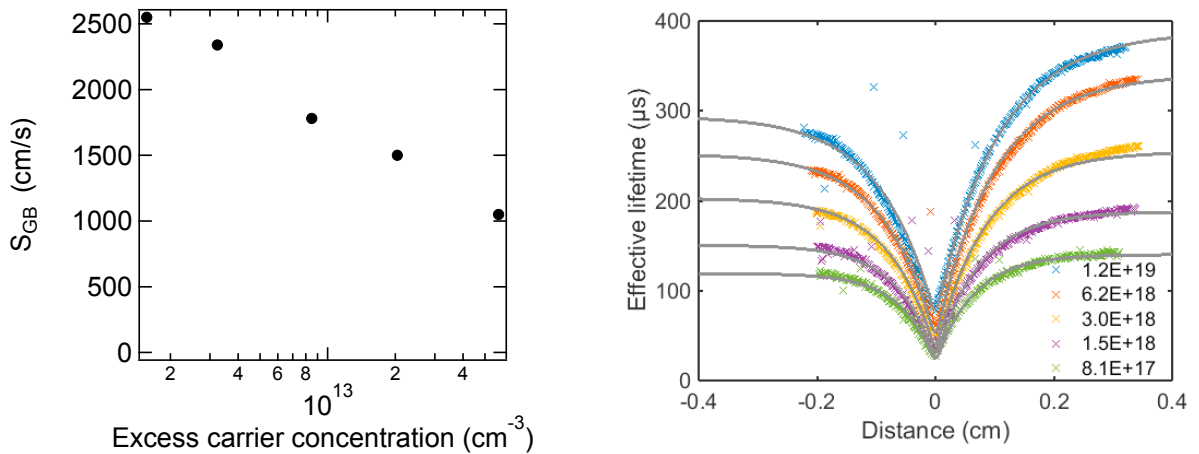 2500
2000
1500
1000
500
0
S_GB (cm/s)
2 4 6 8 2 4
10^13
Excess carrier concentration (cm^-3)
400
300
200
100
0
Effective lifetime (µs)
1.2E+19
6.2E+18
3.0E+18
1.5E+18
8.1E+17
-0.4 -0.2 0 0.2 0.4
Distance (cm)